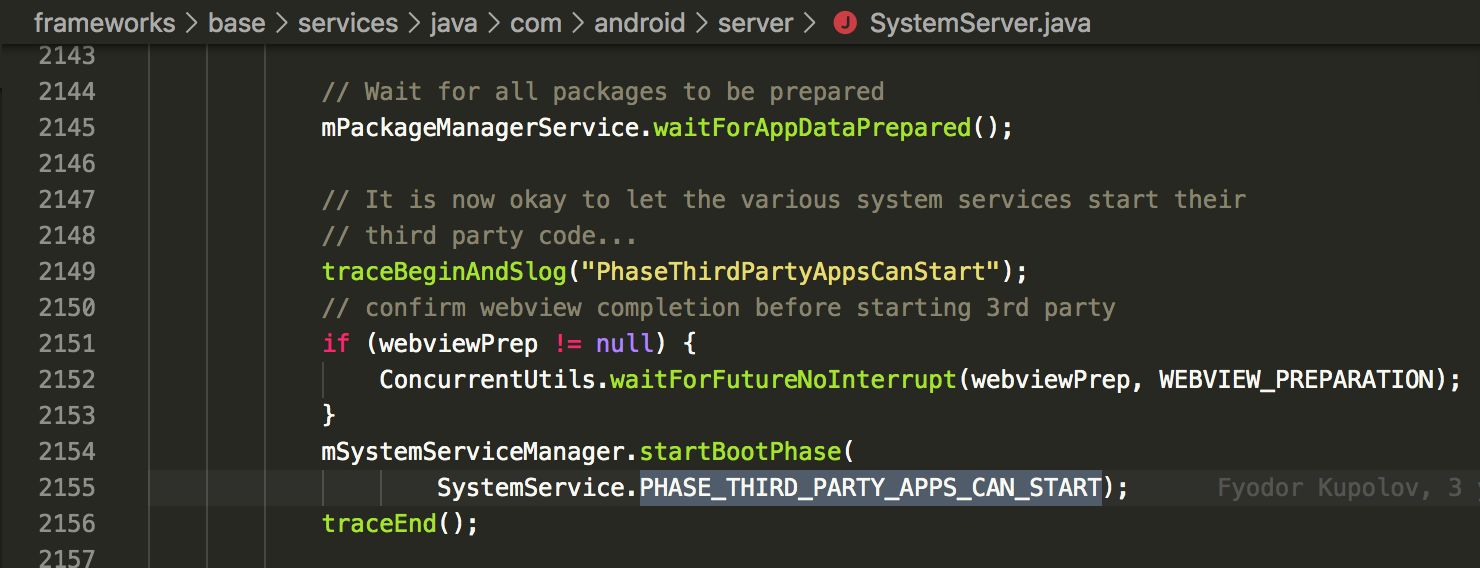 frameworks > base > services > java > com > android > server > J SystemServer.java
2143
2144 // Wait for all packages to be prepared
2145 mPackageManagerService.waitForAppDataPrepared();
2146
2147 // It is now okay to let the various system services start their
2148 // third party code...
2149 traceBeginAndSlog("PhaseThirdPartyAppsCanStart");
2150 // confirm webview completion before starting 3rd party
2151 if (webviewPrep != null) {
2152 ConcurrentUtils.waitForFutureNoInterrupt(webviewPrep, WEBVIEW_PREPARATION);
2153 }
2154 mSystemServiceManager.startBootPhase(
2155 SystemService.PHASE_THIRD_PARTY_APPS_CAN_START); Fyodor Kupolov, 3
2156 traceEnd();
2157